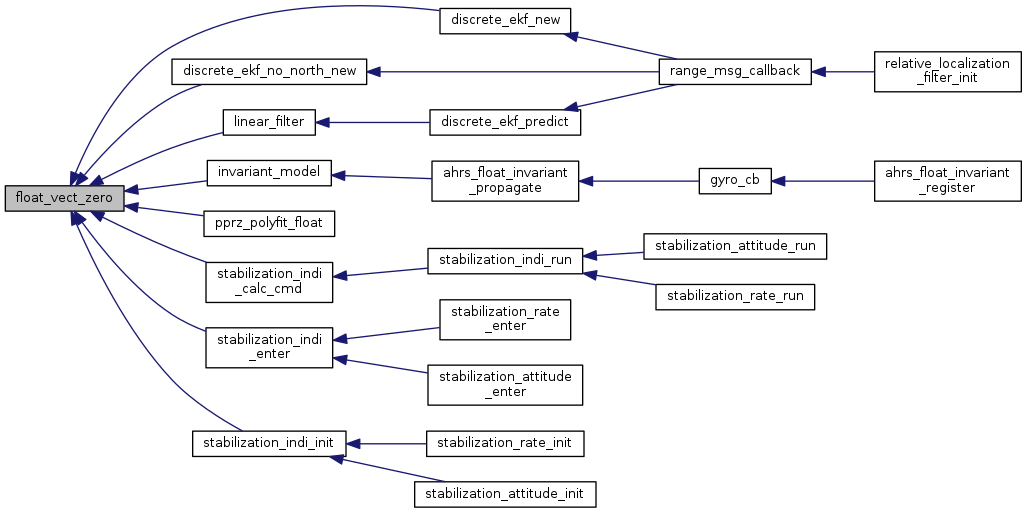 discrete_ekf_new
discrete_ekf_no_north_new
range_msg_callback
relative_localization
_filter_init
linear_filter
discrete_ekf_predict
invariant_model
ahrs_float_invariant
_propagate
gyro_cb
ahrs_float_invariant
_register
float_vect_zero
pprz_polyfit_float
stabilization_indi
_calc_cmd
stabilization_indi_run
stabilization_attitude_run
stabilization_rate_run
stabilization_indi
_enter
stabilization_rate
_enter
stabilization_attitude
_enter
stabilization_indi_init
stabilization_rate_init
stabilization_attitude_init